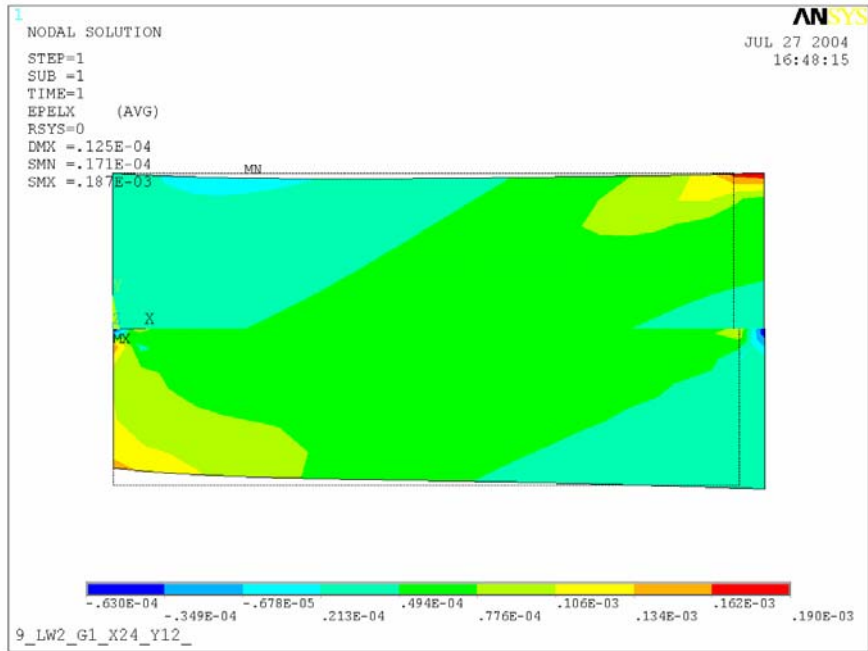 1
ANSYS
NODAL SOLUTION
JUL 27 2004
16:48:15
STEP=1
SUB =1
TIME=1
EPELX (AVG)
RSYS=0
DMX =.125E-04
SMN =.171E-04
SMX =.187E-03
MN
Y
Z X
MX
-.630E-04 -.678E-05 .494E-04 .106E-03 .162E-03
-.349E-04 .213E-04 .776E-04 .134E-03 .190E-03
9_LW2_G1_X24_Y12_